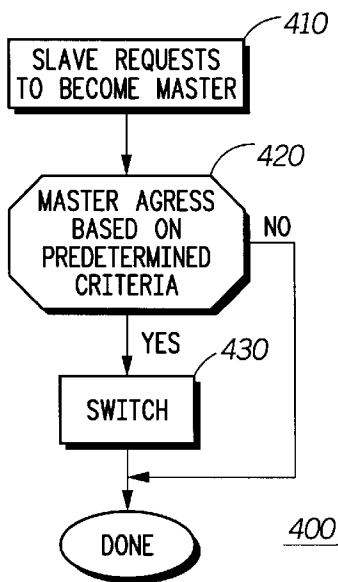 410
SLAVE REQUESTS
TO BECOME MASTER
420
MASTER AGRESS
BASED ON
PREDETERMINED
CRITERIA
NO
YES
430
SWITCH
DONE
400